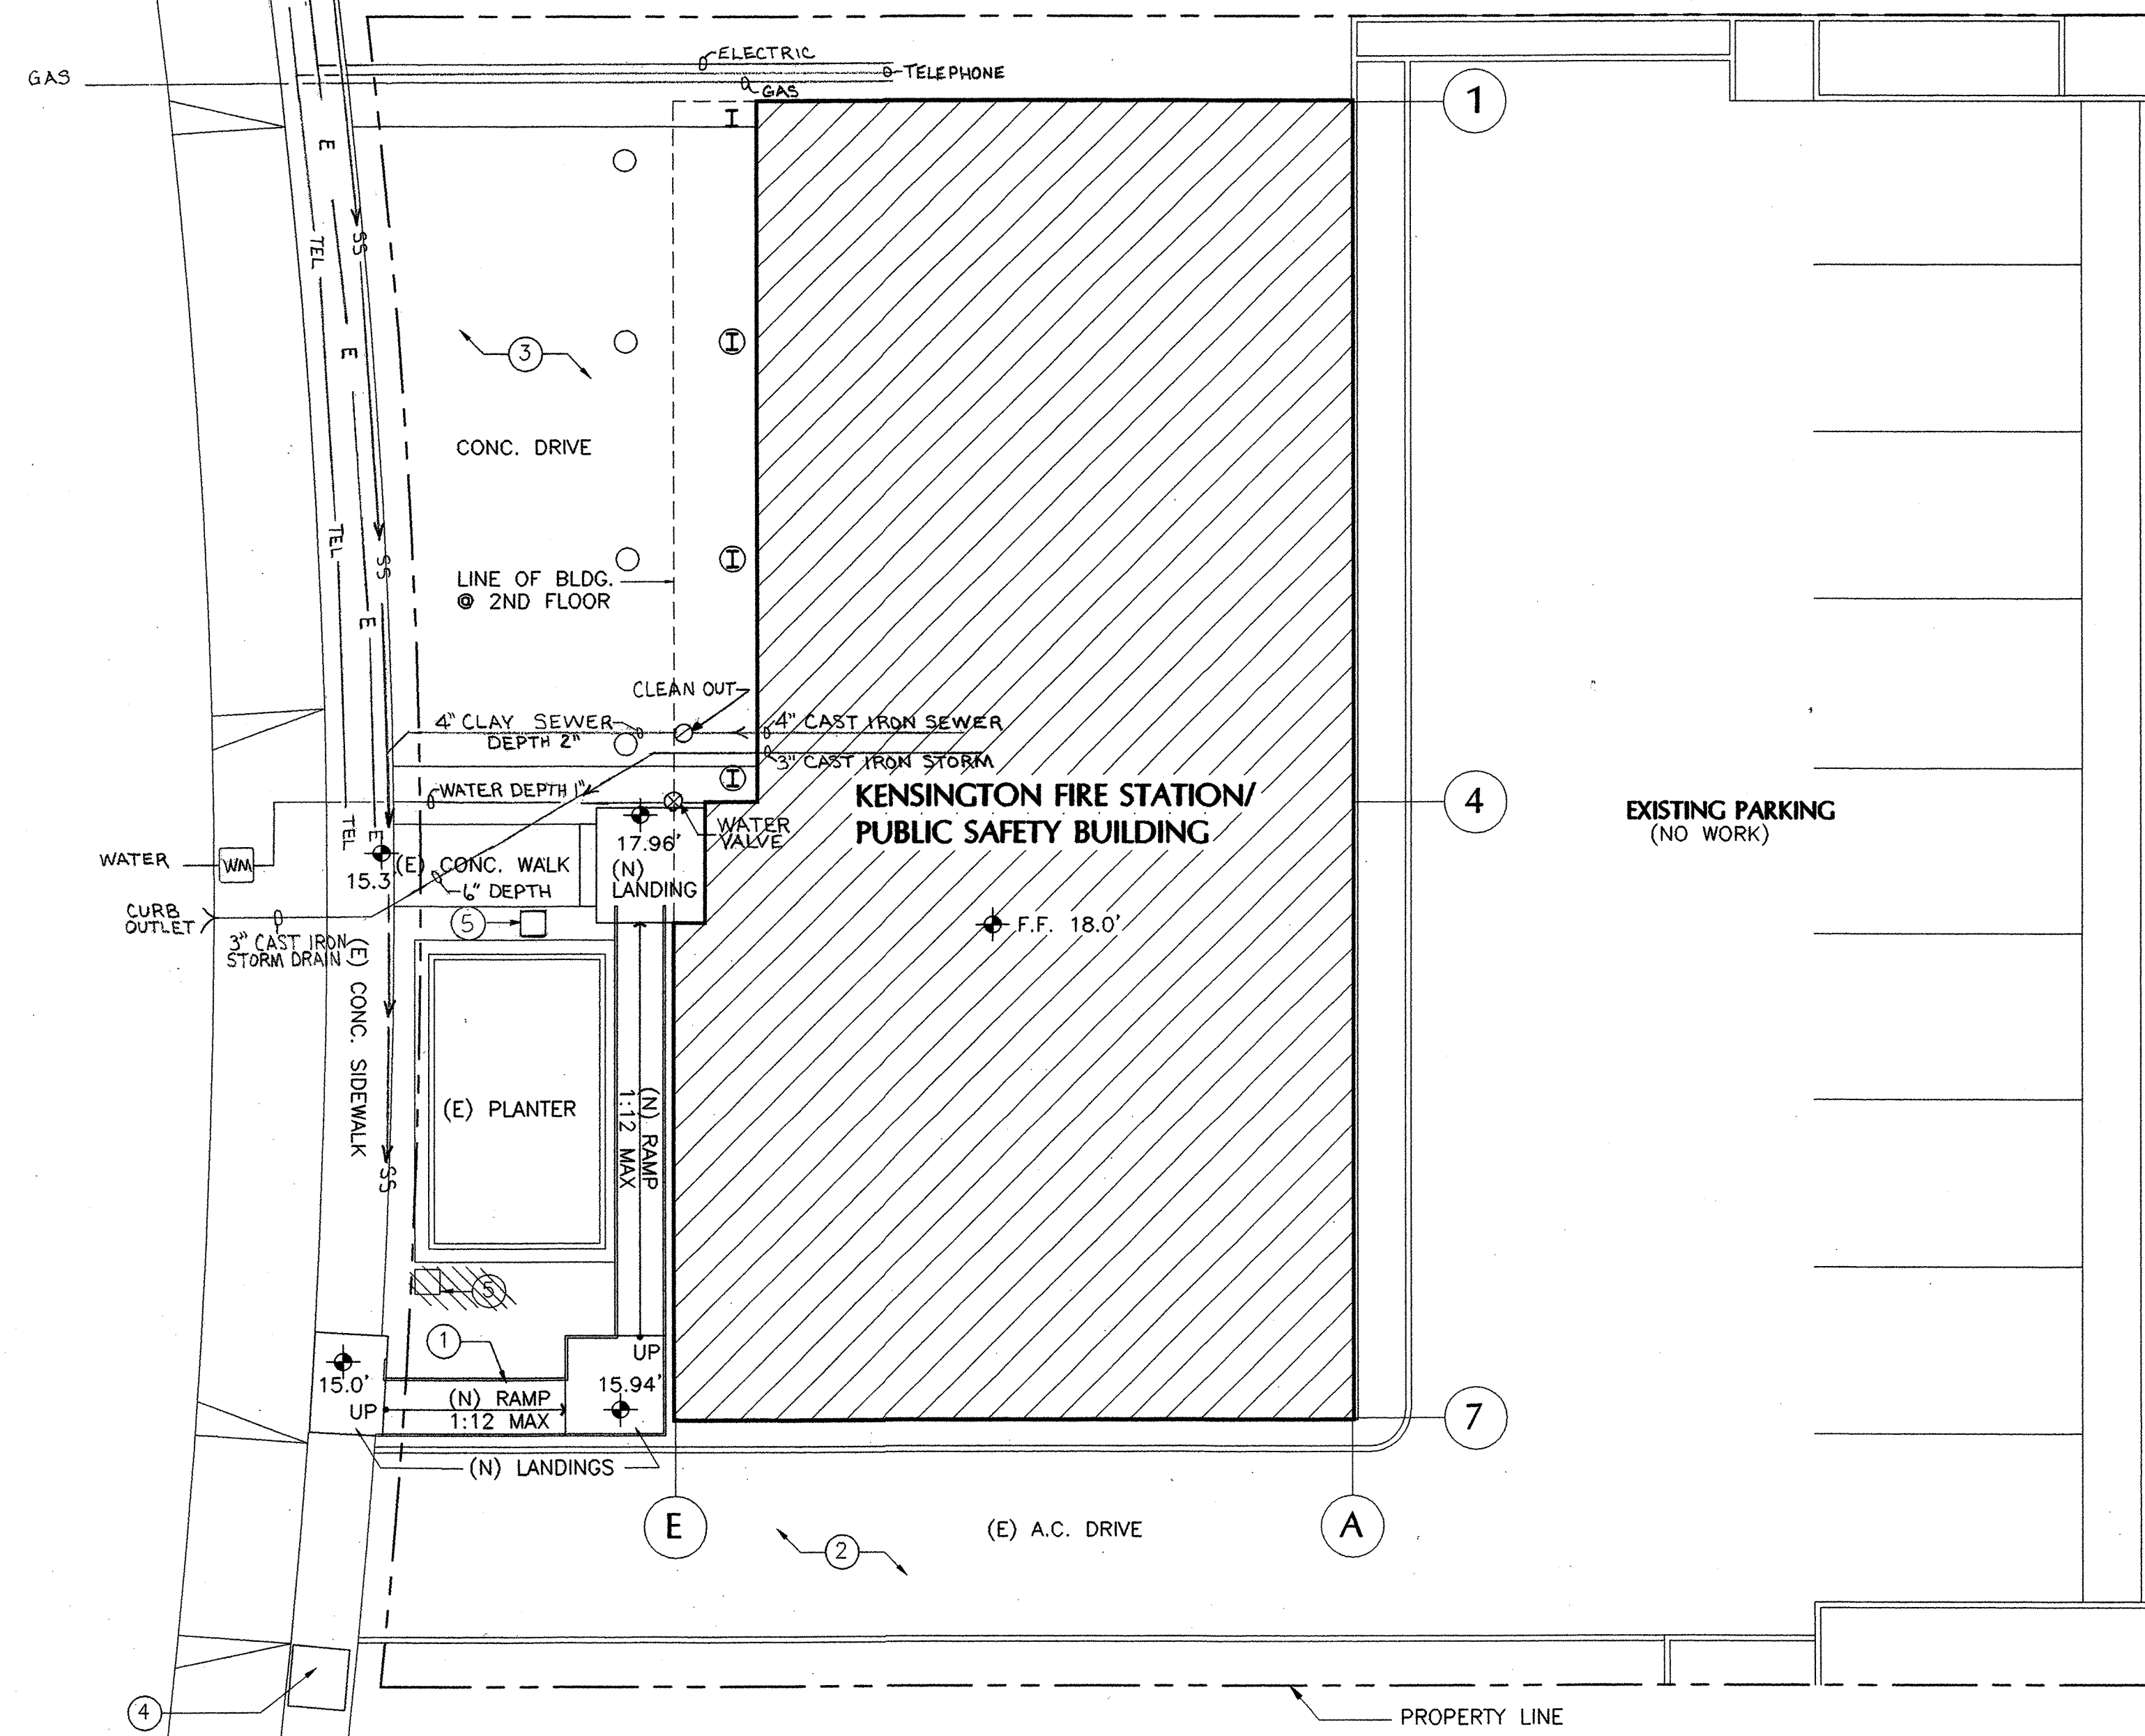 ELECTRIC
TELEPHONE
GAS
GAS
1
I
E
TEL
SS
I
3
E
CONC. DRIVE
TEL
SS
I
LINE OF BLDG.
@ 2ND FLOOR
E
CLEAN OUT
4" CLAY SEWER
DEPTH 2"
4" CAST IRON SEWER
3" CAST IRON STORM
I
WATER DEPTH 1"
KENSINGTON FIRE STATION/
PUBLIC SAFETY BUILDING
4
EXISTING PARKING
(NO WORK)
WATER
VALVE
TEL
E
17.96'
(N)
LANDING
WATER
WM
15.3'
(E) CONC. WALK
6" DEPTH
CURB
OUTLET
5
F.F. 18.0'
3" CAST IRON
STORM DRAIN
(E) CONC. SIDEWALK
(E) PLANTER
(N) RAMP
1:12 MAX
SS
5
1
UP
15.0'
15.94'
UP
(N) RAMP
1:12 MAX
7
(N) LANDINGS
E
A
(E) A.C. DRIVE
2
4
PROPERTY LINE